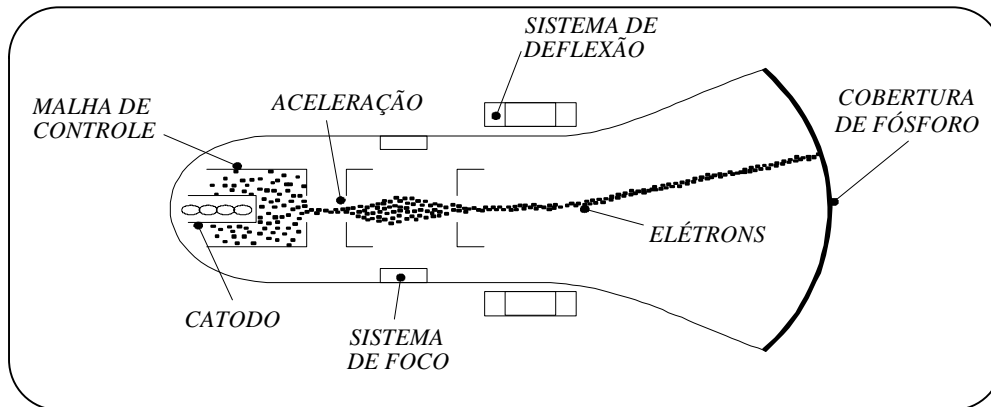 SISTEMA DE
DEFLEXÃO
MALHA DE
CONTROLE
ACELERAÇÃO
COBERTURA
DE FÓSFORO
ELÉTRONS
CATODO
SISTEMA
DE FOCO